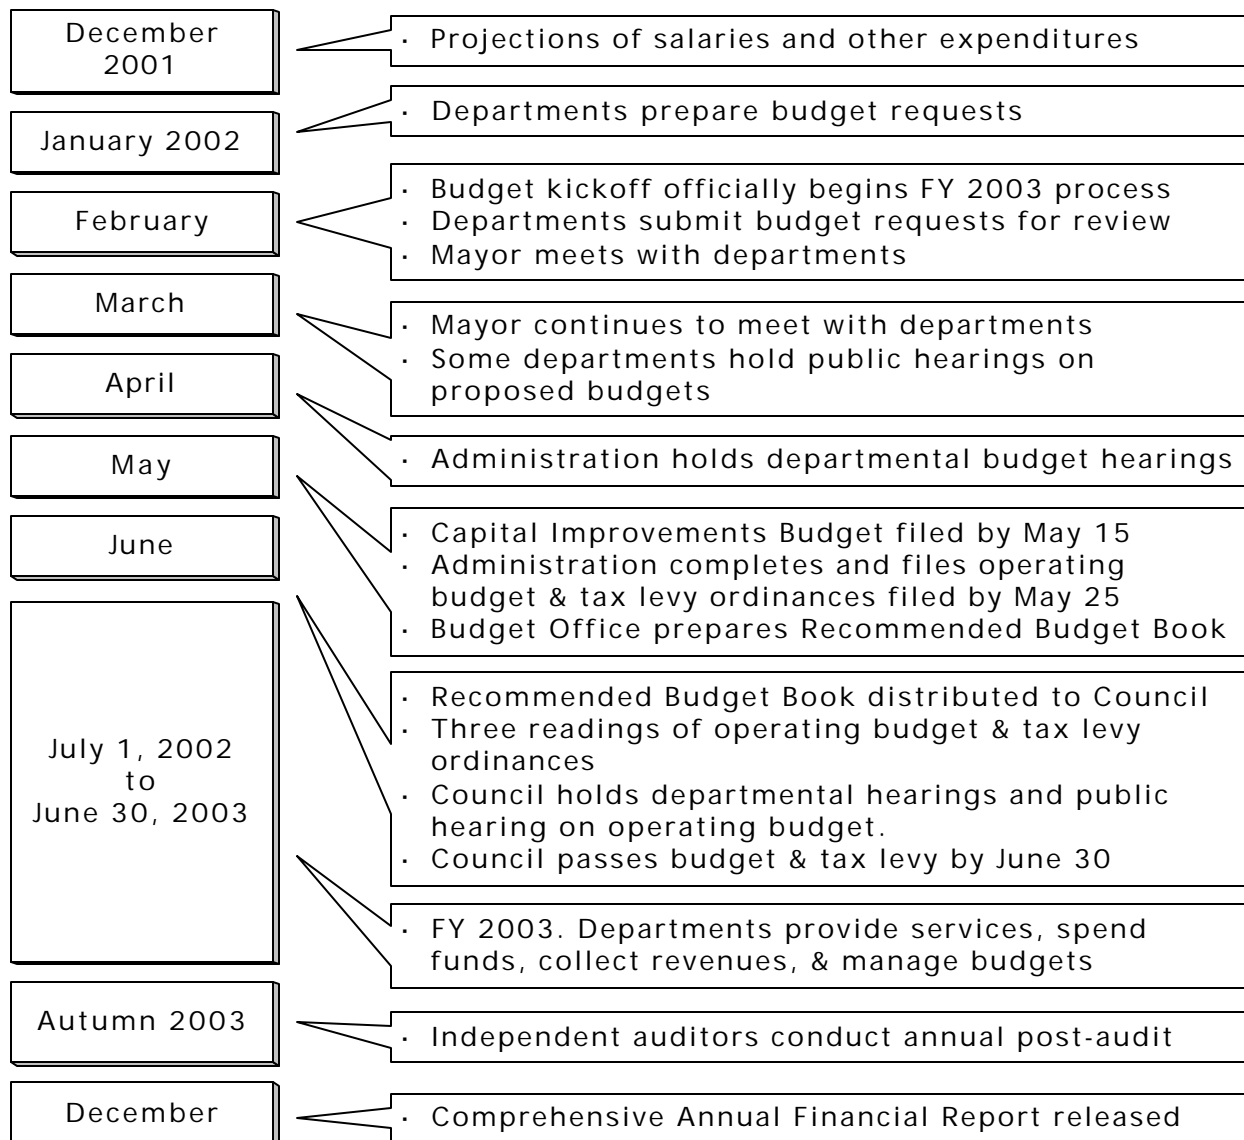 December
2001
· Projections of salaries and other expenditures
January 2002
· Departments prepare budget requests
February
· Budget kickoff officially begins FY 2003 process
· Departments submit budget requests for review
· Mayor meets with departments
March
· Mayor continues to meet with departments
· Some departments hold public hearings on
proposed budgets
April
· Administration holds departmental budget hearings
May
· Capital Improvements Budget filed by May 15
· Administration completes and files operating
budget & tax levy ordinances filed by May 25
· Budget Office prepares Recommended Budget Book
June
· Recommended Budget Book distributed to Council
· Three readings of operating budget & tax levy
ordinances
· Council holds departmental hearings and public
hearing on operating budget.
· Council passes budget & tax levy by June 30
July 1, 2002
to
June 30, 2003
· FY 2003. Departments provide services, spend
funds, collect revenues, & manage budgets
Autumn 2003
· Independent auditors conduct annual post-audit
December
· Comprehensive Annual Financial Report released